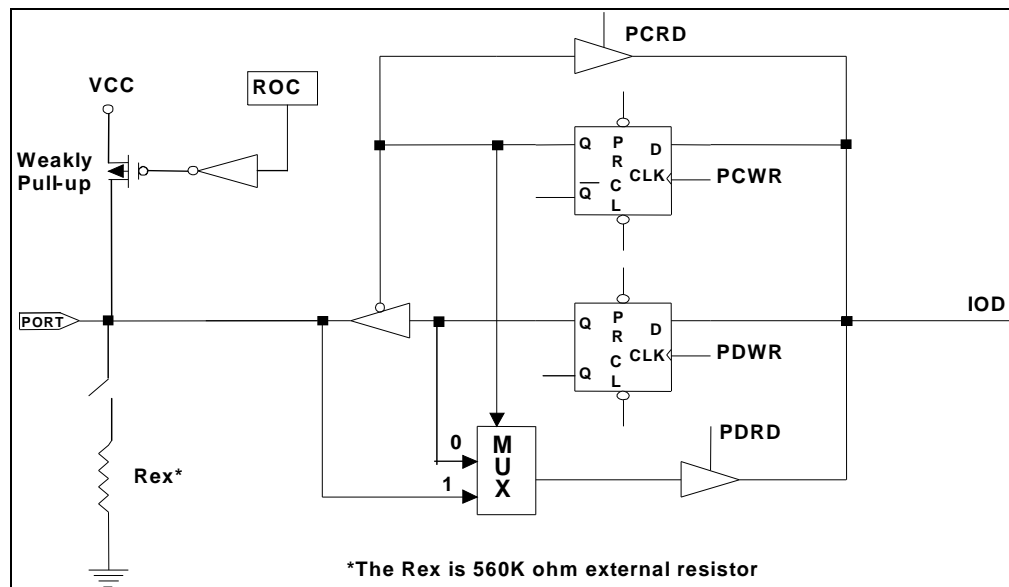 PCRD
VCC
ROC
Weakly
Pull-up
Q
P
R
D
CLK
C
L
Q
PCWR
PORT
IOD
Q
P
R
D
CLK
C
L
Q
PDWR
0
1
M
U
X
PDRD
Rex*
*The Rex is 560K ohm external resistor